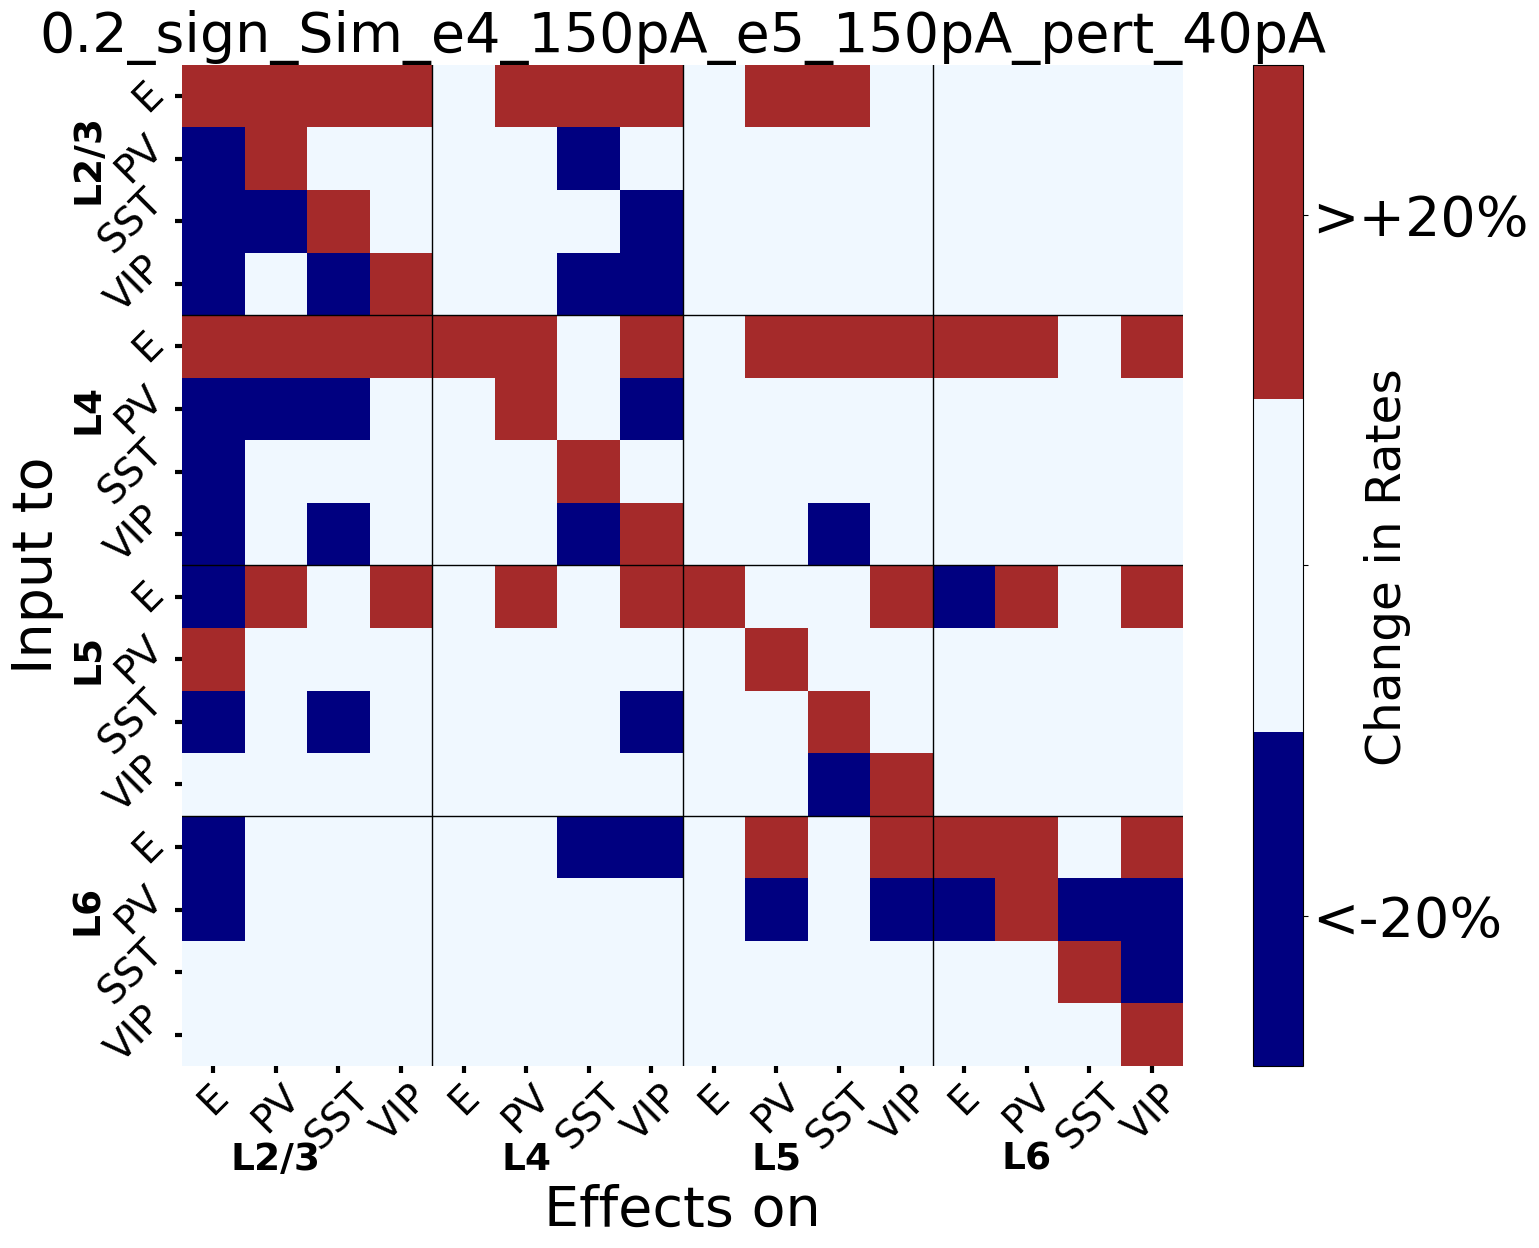 0.2_sign_Sim_e4_150pA_e5_150pA_pert_40pA
Input to
L2/3
E
PV
SST
VIP
L4
E
PV
SST
VIP
L5
E
PV
SST
VIP
L6
E
PV
SST
VIP
E PV SST VIP E PV SST VIP E PV SST VIP E PV SST VIP
L2/3 L4 L5 L6
Effects on
>+20%
<-20%
Change in Rates